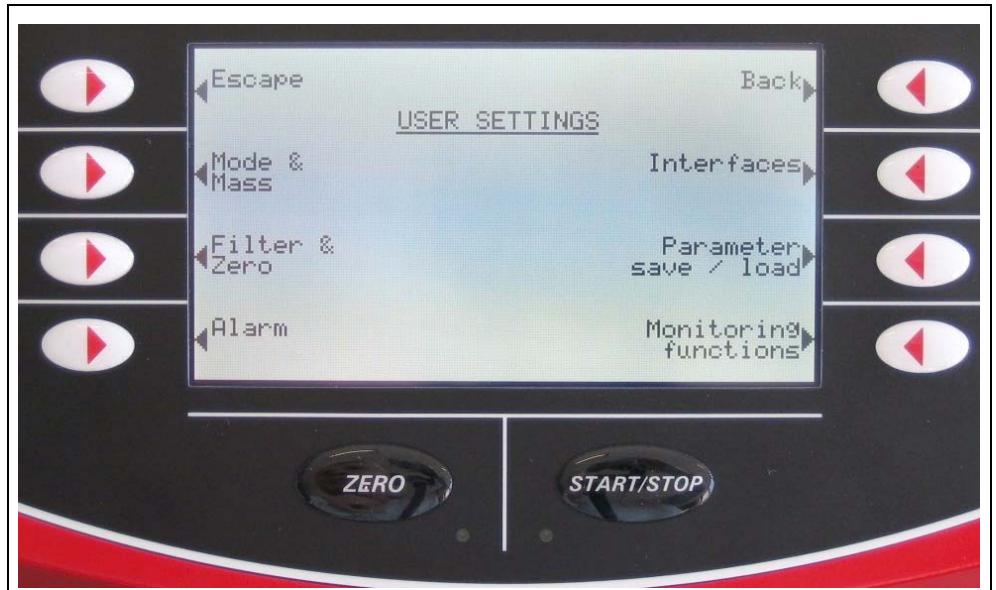 Escape
Back
USER SETTINGS
Mode &
Mass
Interfaces
Filter &
Zero
Parameter
save / load
Alarm
Monitoring
functions
ZERO
START/STOP